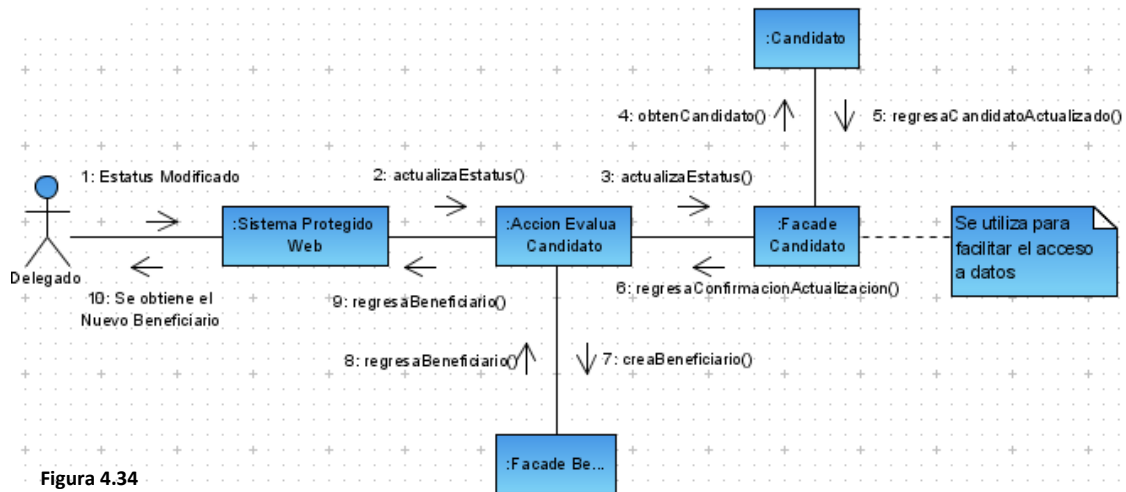 :Candidato
4: obtenCandidato()
5: regresaCandidatoActualizado()
1: Estatus Modificado
2: actualizaEstatus()
3: actualizaEstatus()
:Sistema Protegido
Web
:Accion Evalua
Candidato
:Facade
Candidato
Se utiliza para
facilitar el acceso
a datos
Delegado
10: Se obtiene el
Nuevo Beneficiario
9: regresaBeneficiario()
6: regresaConfirmacionActualizacion()
8: regresaBeneficiario()
7: creaBeneficiario()
:Facade Be...
Figura 4.34